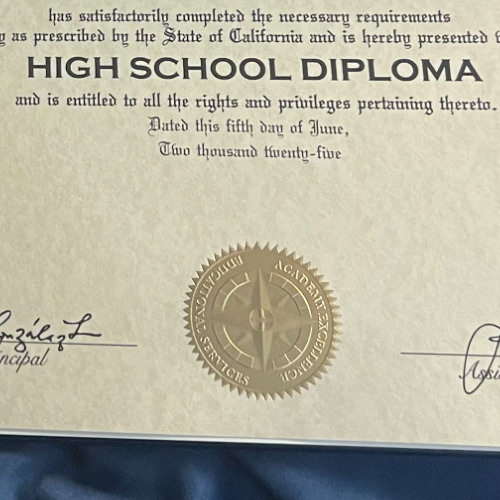 has satisfactorily completed the necessary requirements
as prescribed by the State of California and is hereby presented
HIGH SCHOOL DIPLOMA
and is entitled to all the rights and privileges pertaining thereto.
Dated this fifth day of June,
Two thousand twenty-five
EDUCATIONAL SERVICES
ACADEMIC EXCELLENCE